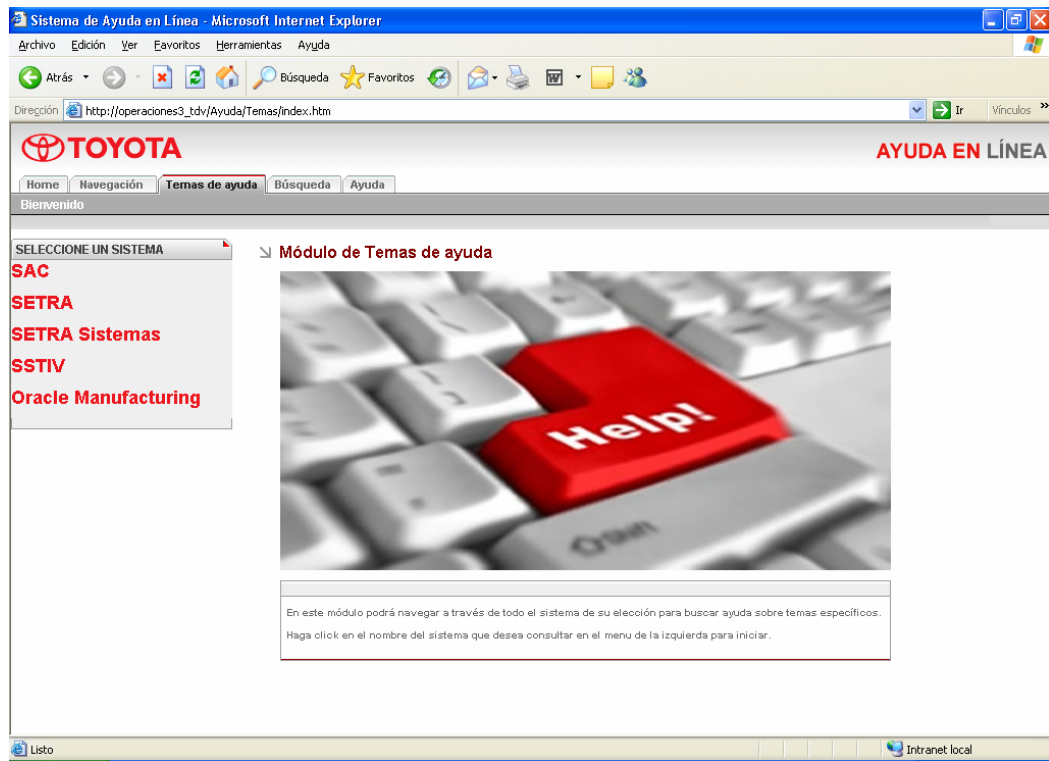 Sistema de Ayuda en Línea - Microsoft Internet Explorer
Archivo Edición Ver Favoritos Herramientas Ayuda
Atrás Búsqueda Favoritos
Dirección http://operaciones3_tdv/Ayuda/Temas/index.htm Ir Vínculos »
TOYOTA
AYUDA EN LÍNEA
Home Navegación Temas de ayuda Búsqueda Ayuda
Bienvenido
SELECCIONE UN SISTEMA
SAC
SETRA
SETRA Sistemas
SSTIV
Oracle Manufacturing
Módulo de Temas de ayuda
Help!
Shift
En este módulo podrá navegar a través de todo el sistema de su elección para buscar ayuda sobre temas específicos.
Haga click en el nombre del sistema que desea consultar en el menu de la izquierda para iniciar.
Listo Intranet local